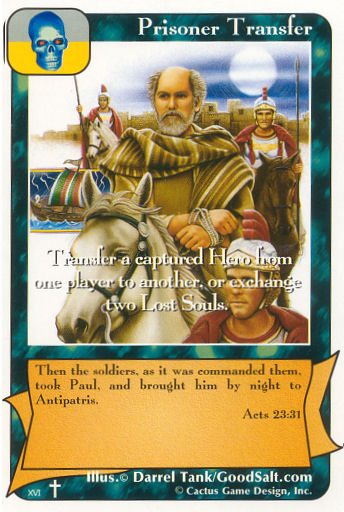 Prisoner Transfer
Transfer a captured Hero from
one player to another, or exchange
two Lost Souls.
Then the soldiers, as it was commanded them,
took Paul, and brought him by night to
Antipatris.
Acts 23:31
Illus.© Darrel Tank/GoodSalt.com
XVI © Cactus Game Design, Inc.